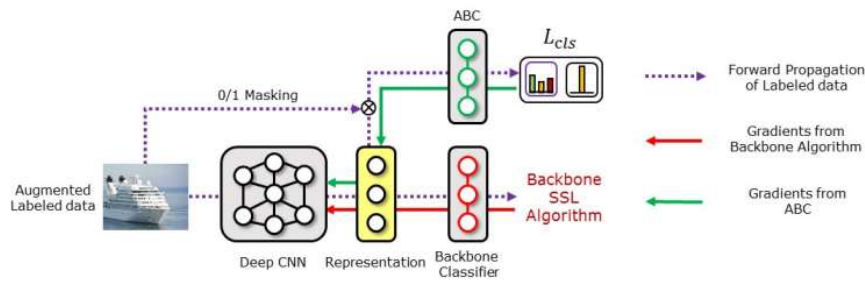 ABC
L_cls
0/1 Masking
Forward Propagation
of Labeled data
Gradients from
Backbone Algorithm
Augmented
Labeled data
Backbone
SSL
Algorithm
Gradients from
ABC
Deep CNN
Representation
Backbone
Classifier